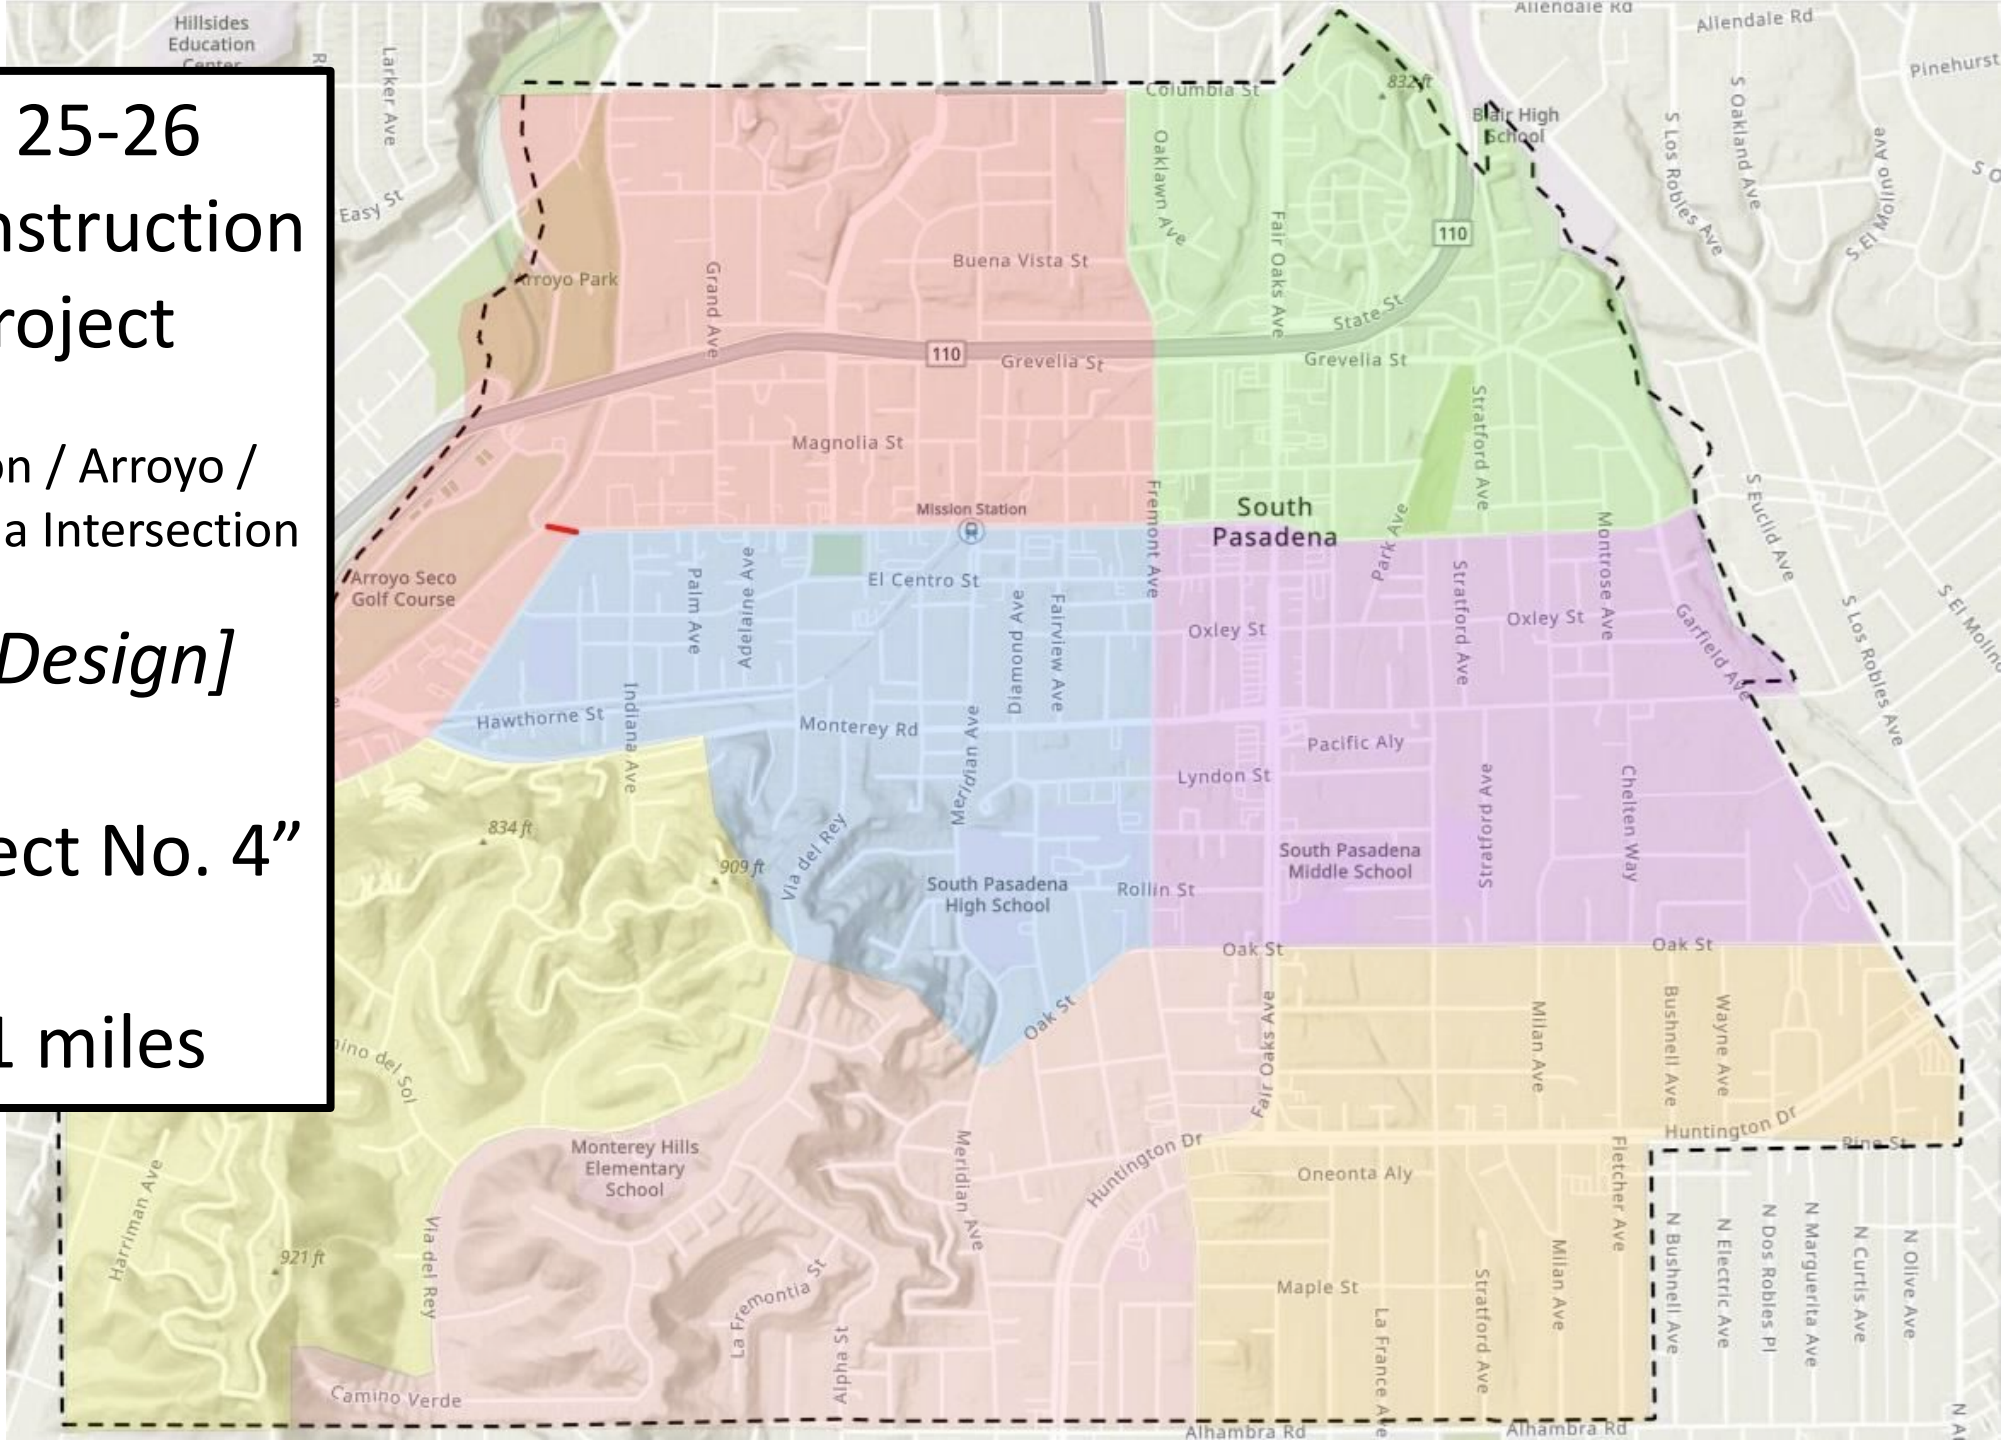 25-26
nstruction
roject
on / Arroyo /
a Intersection
Design]
ect No. 4”
1 miles
Hillsides
Education
Center
Larker Ave
Easy St
Allendale Rd
Allendale Rd
Pinehurst
Columbia St
832 ft
Blair High
School
S Los Robles Ave
S Oakland Ave
S El Molino Ave
S O
Oaklawn Ave
Fair Oaks Ave
110
Arroyo Park
Grand Ave
Buena Vista St
State St
110
Grevelia St
Grevelia St
Magnolia St
Stratford Ave
Mission Station
Fremont Ave
South
Pasadena
Park Ave
Montrose Ave
S Euclid Ave
Arroyo Seco
Golf Course
Palm Ave
Adelaine Ave
El Centro St
Diamond Ave
Fairview Ave
Oxley St
Stratford Ave
Oxley St
Garfield Ave
S Los Robles Ave
S El Molino
Hawthorne St
Indiana Ave
Monterey Rd
Meridian Ave
Pacific Aly
Lyndon St
Stratford Ave
Chelten Way
834 ft
909 ft
Via del Rey
South Pasadena
High School
Rollin St
South Pasadena
Middle School
Oak St
Oak St
Oak St
Fair Oaks Ave
Milan Ave
Bushnell Ave
Wayne Ave
mino del Sol
Huntington Dr
Pine St
Monterey Hills
Elementary
School
Meridian Ave
Huntington Dr
Oneonta Aly
Fletcher Ave
Harriman Ave
921 ft
Via del Rey
La Fremontia St
Alpha St
Maple St
La France Ave
Stratford Ave
Milan Ave
N Bushnell Ave
N Electric Ave
N Dos Robles Pl
N Marguerita Ave
N Curtis Ave
N Olive Ave
Camino Verde
Alhambra Rd
Alhambra Rd